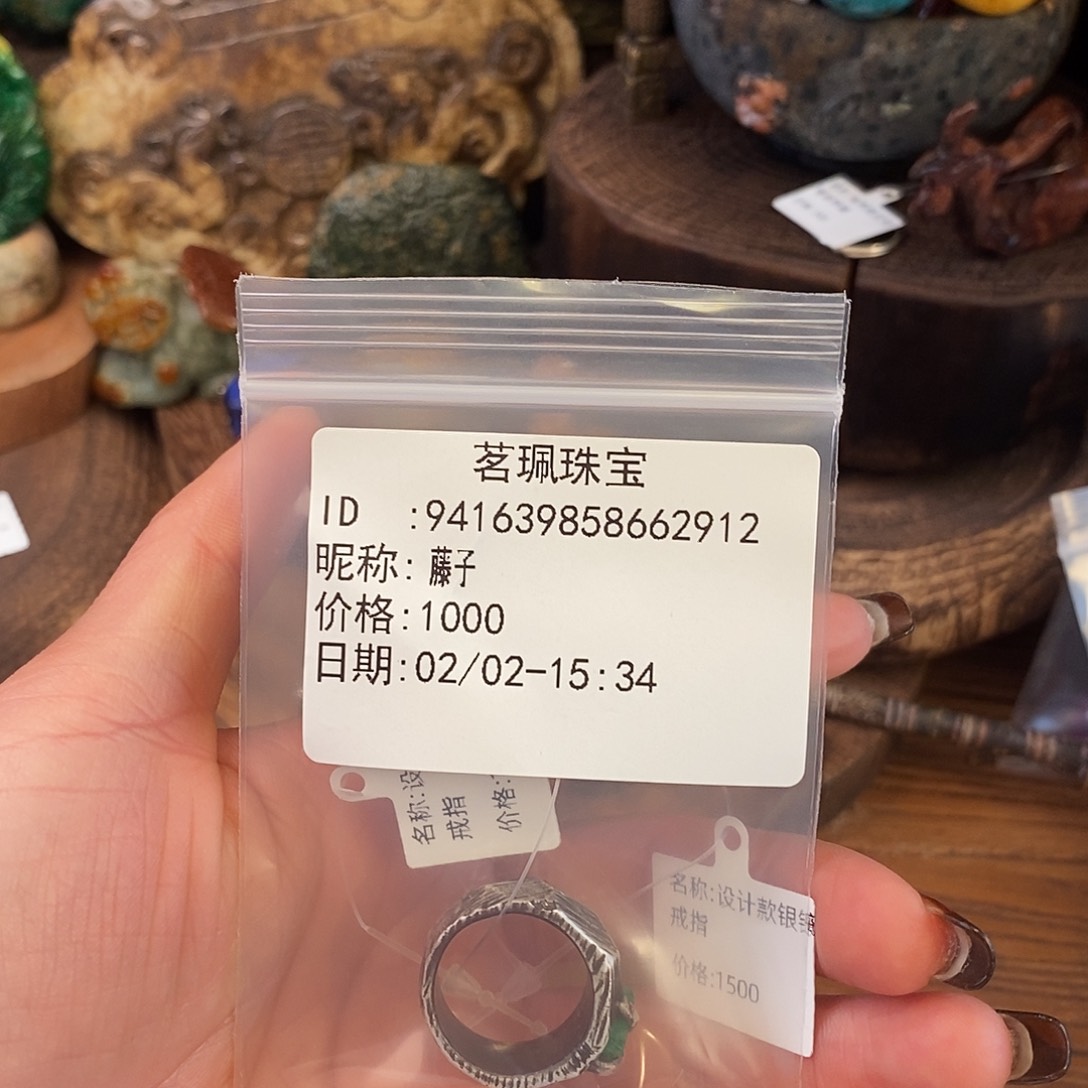 茗珮珠宝
ID  :941639858662912
昵称: 藤子
价格:1000
日期:02/02-15:34
名称:设
戒指
价格:
名称:设计款银镶
戒指
价格:1500